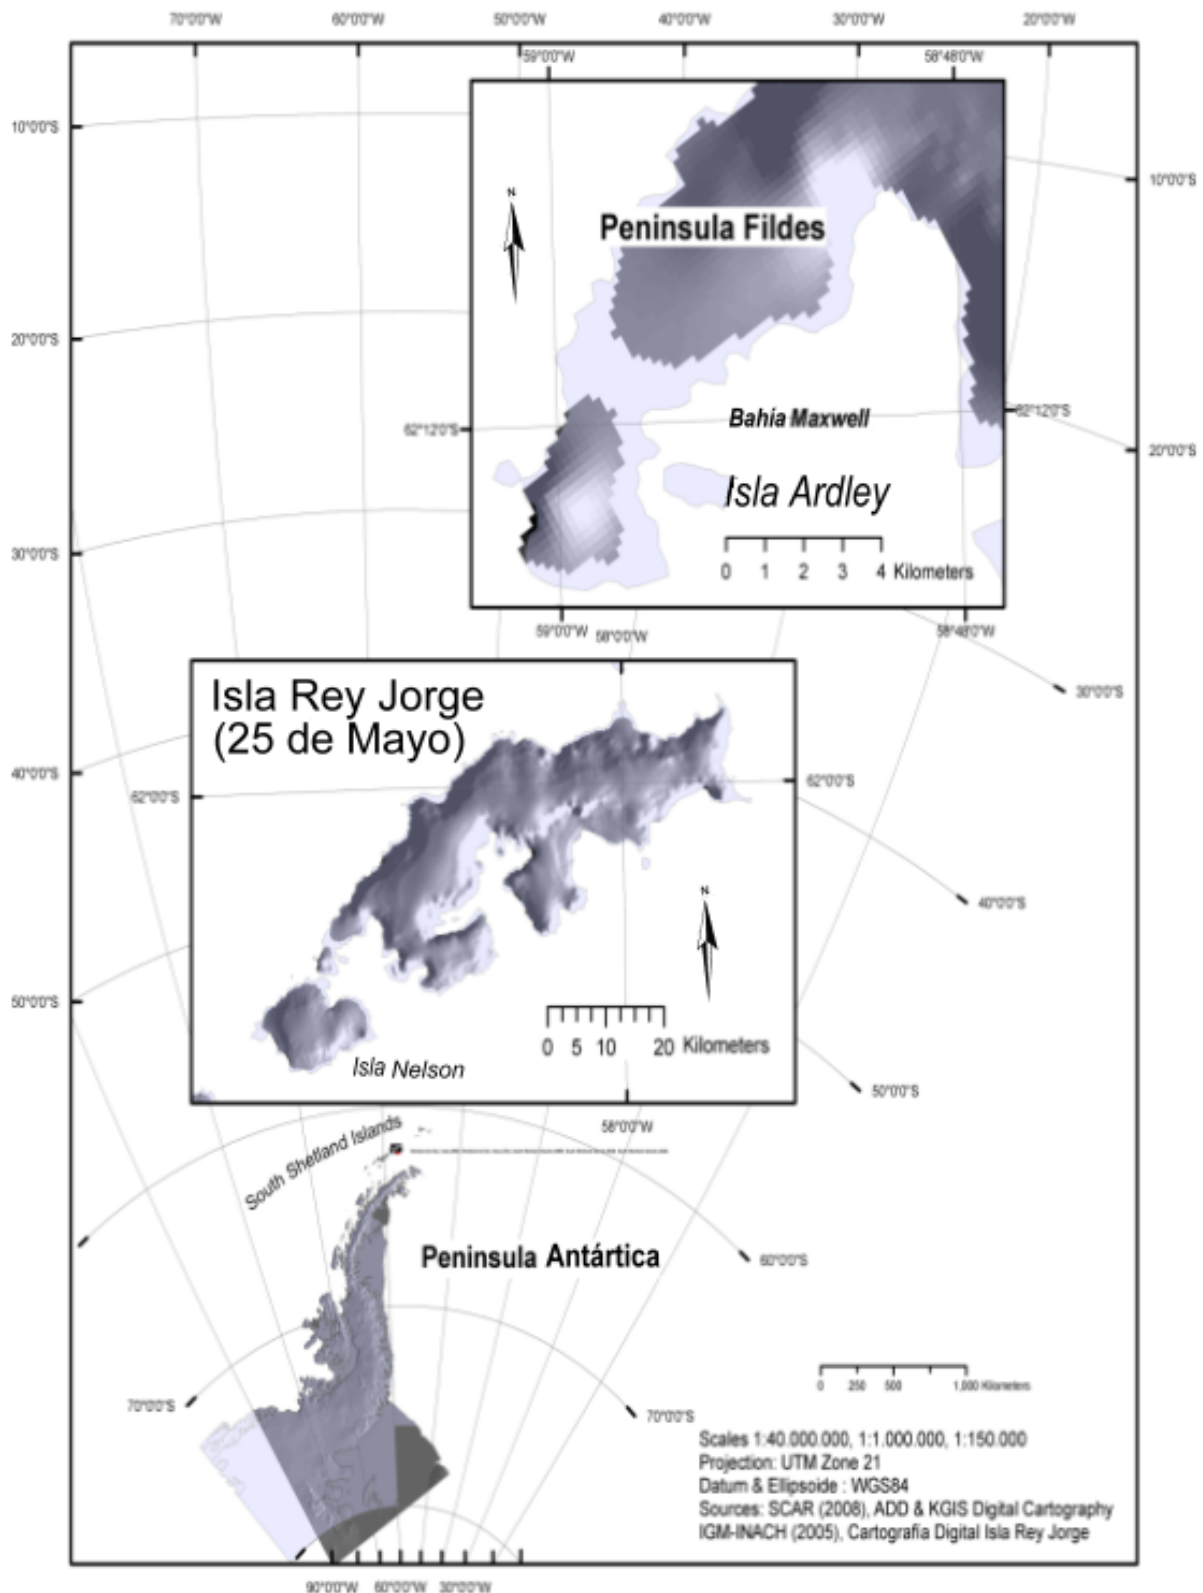 70°0'0"W 60°0'0"W 50°0'0"W 40°0'0"W 30°0'0"W 20°0'0"W
59°0'0"W 58°48'0"W
10°0'0"S
10°0'0"S
N
Peninsula Fildes
20°0'0"S
62°12'0"S
62°12'0"S
Bahía Maxwell
20°0'0"S
Isla Ardley
30°0'0"S
0 1 2 3 4 Kilometers
59°0'0"W 58°0'0"W 58°48'0"W
30°0'0"S
Isla Rey Jorge
(25 de Mayo)
40°0'0"S
62°0'0"S
62°0'0"S
N
40°0'0"S
50°0'0"S
0 5 10 20 Kilometers
Isla Nelson
50°0'0"S
58°0'0"W
South Shetland Islands
Peninsula Antártica
60°0'0"S
0 250 500 1,000 Kilometers
70°0'0"S
70°0'0"S
Scales 1:40.000.000, 1:1.000.000, 1:150.000
Projection: UTM Zone 21
Datum & Ellipsoide : WGS84
Sources: SCAR (2008), ADD & KGIS Digital Cartography
IGM-INACH (2005), Cartografía Digital Isla Rey Jorge
90°0'0"W 60°0'0"W 30°0'0"W